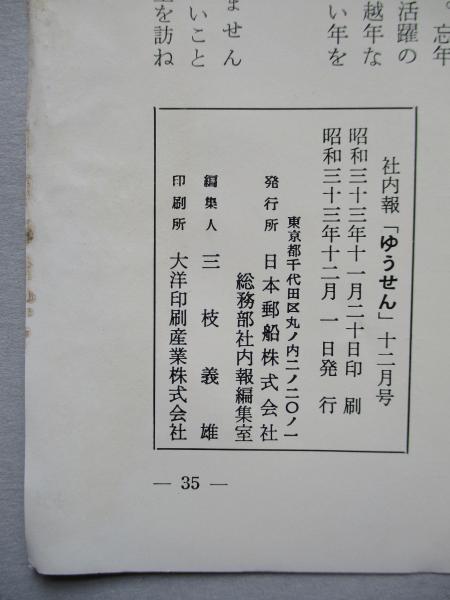 。忘年
活躍の
越年な
い年を
ません
いこと
を訪ね
社内報「ゆうせん」十二月号
昭和三十三年十一月二十日印刷
昭和三十三年十二月一日発行
東京都千代田区丸ノ内二ノ二〇ノ一
発行所 日本郵船株式会社
総務部社内報編集室
編集人 三枝義雄
印刷所 大洋印刷産業株式会社
— 35 —